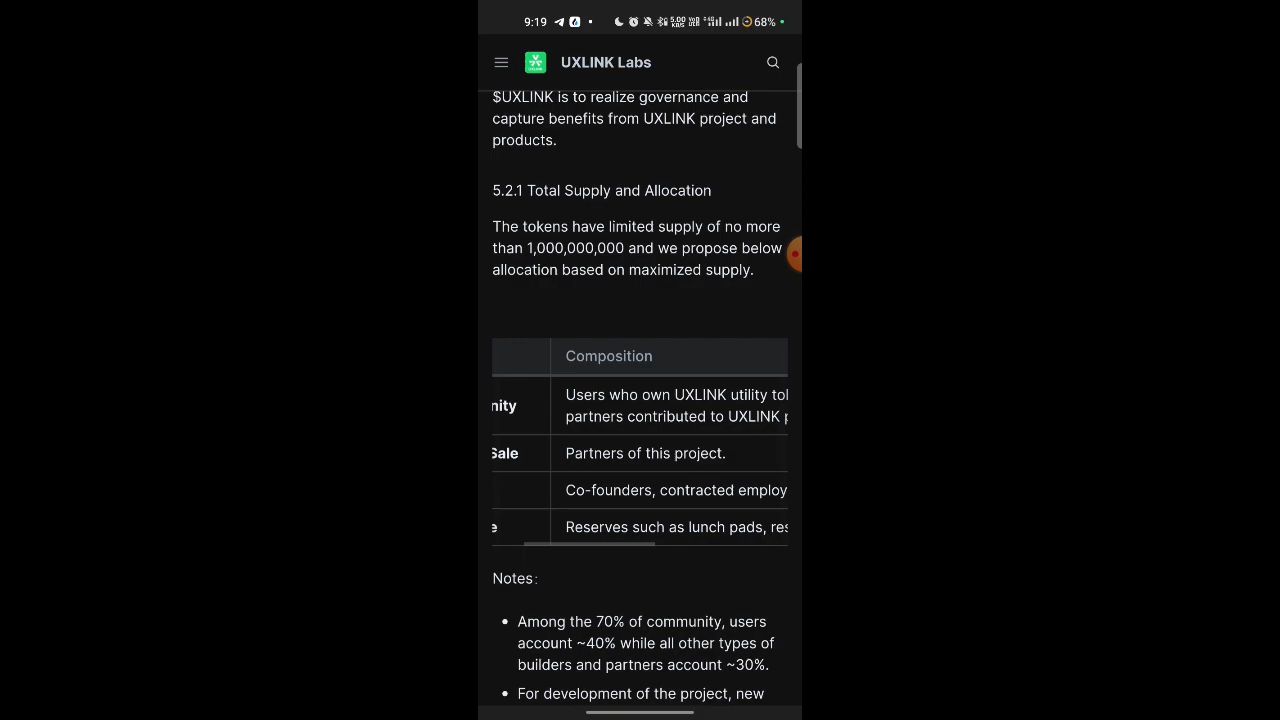 9:19
68%
UXLINK Labs
$UXLINK is to realize governance and
capture benefits from UXLINK project and
products.
5.2.1 Total Supply and Allocation
The tokens have limited supply of no more
than 1,000,000,000 and we propose below
allocation based on maximized supply.
Composition
nity
Users who own UXLINK utility tol
partners contributed to UXLINK p
Sale
Partners of this project.
Co-founders, contracted employ
e
Reserves such as lunch pads, res
Notes:
• Among the 70% of community, users
account ~40% while all other types of
builders and partners account ~30%.
• For development of the project, new